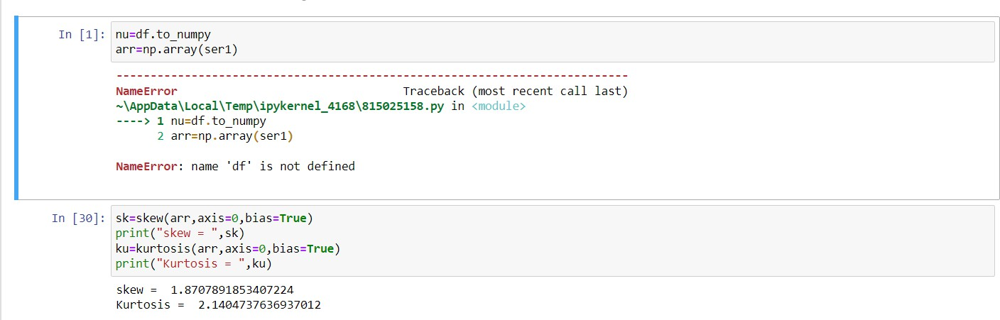 In [1]: nu=df.to_numpy
arr=np.array(ser1)
---------------------------------------------------------------------------
NameError                                 Traceback (most recent call last)
~\AppData\Local\Temp\ipykernel_4168\815025158.py in <module>
----> 1 nu=df.to_numpy
      2 arr=np.array(ser1)
NameError: name 'df' is not defined
In [30]: sk=skew(arr,axis=0,bias=True)
print("skew = ",sk)
ku=kurtosis(arr,axis=0,bias=True)
print("Kurtosis = ",ku)
skew =  1.8707891853407224
Kurtosis =  2.1404737636937012